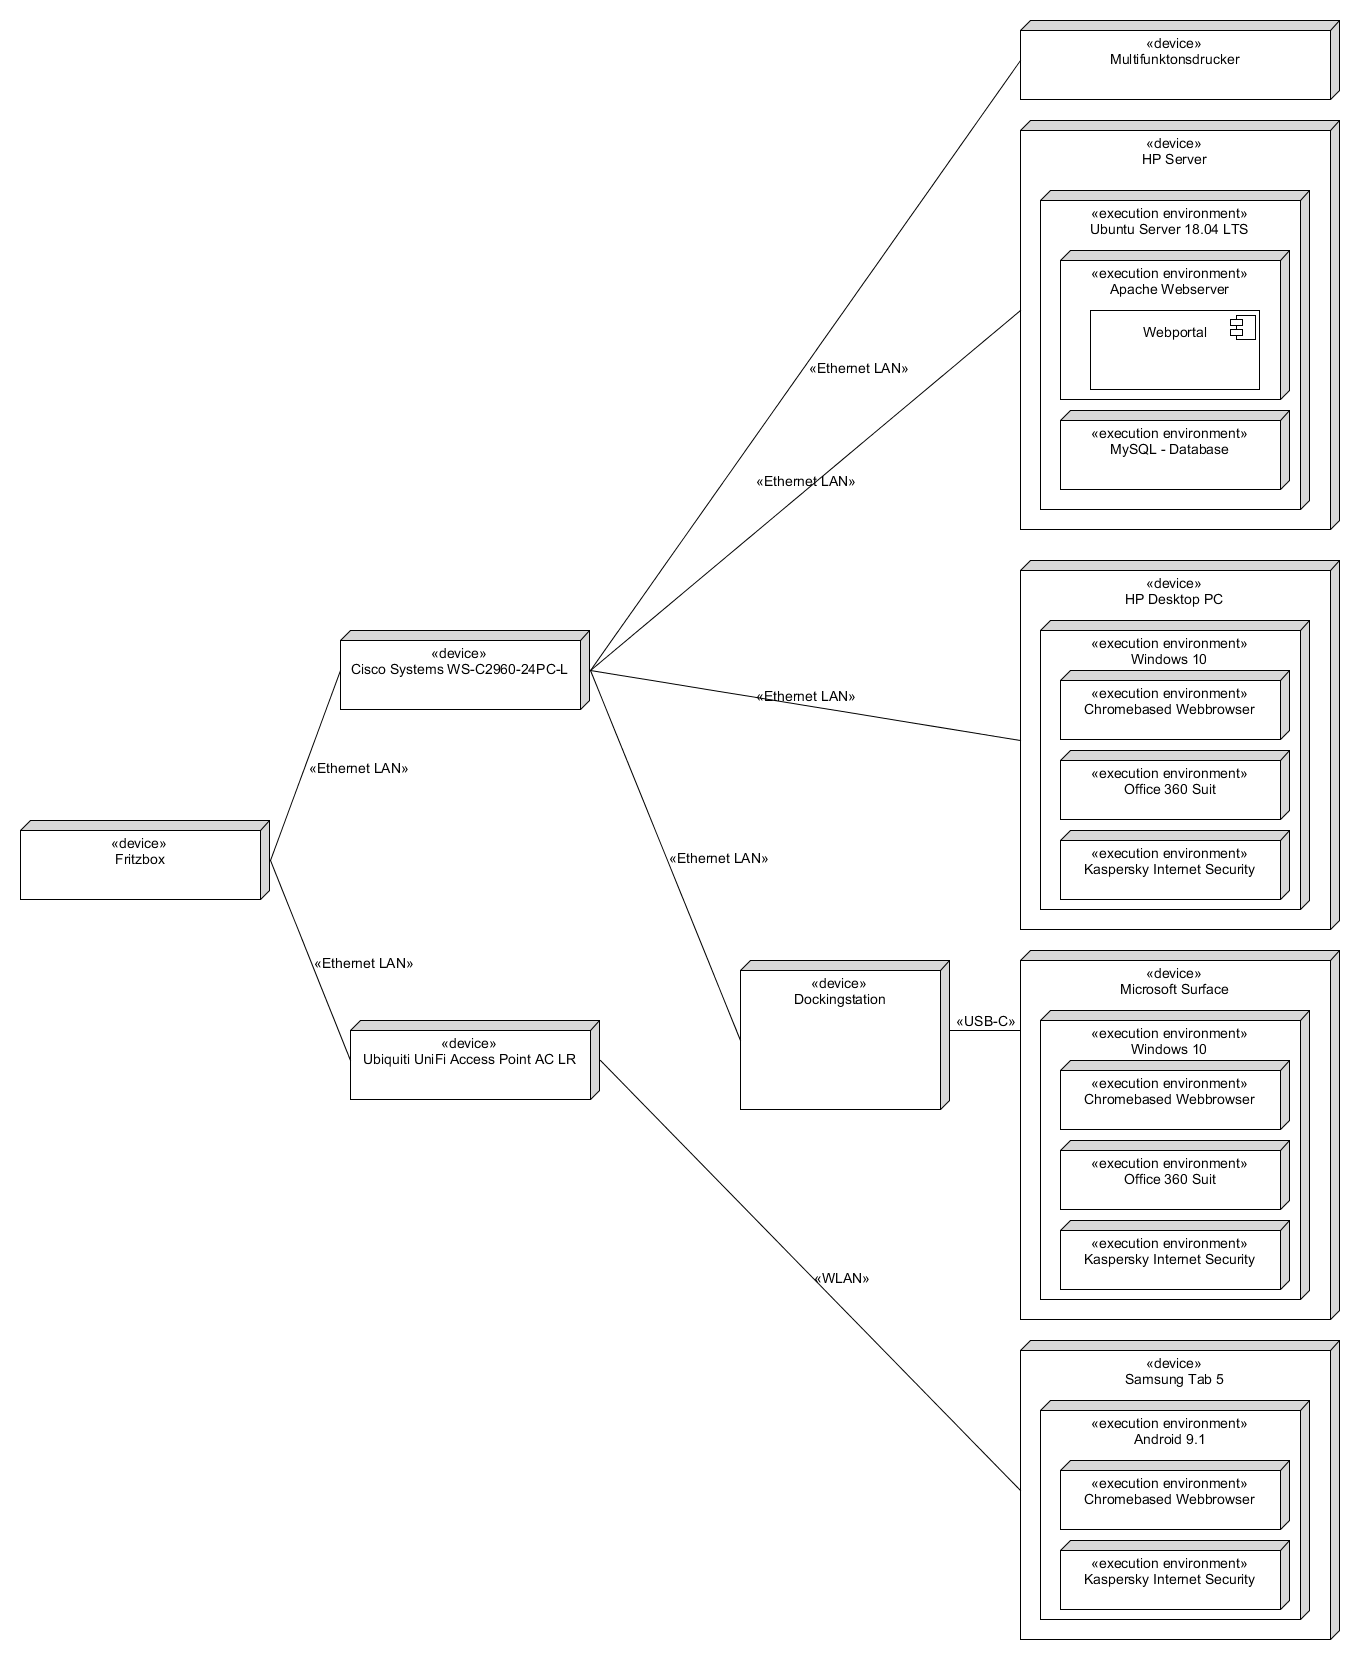 «device»
Multifunktonsdrucker
«device»
HP Server
«execution environment»
Ubuntu Server 18.04 LTS
«execution environment»
Apache Webserver
Webportal
«execution environment»
MySQL - Database
«Ethernet LAN»
«Ethernet LAN»
«device»
HP Desktop PC
«execution environment»
Windows 10
«execution environment»
Chromebased Webbrowser
«execution environment»
Office 360 Suit
«execution environment»
Kaspersky Internet Security
«Ethernet LAN»
«device»
Cisco Systems WS-C2960-24PC-L
«Ethernet LAN»
«Ethernet LAN»
«device»
Fritzbox
«Ethernet LAN»
«device»
Ubiquiti UniFi Access Point AC LR
«device»
Dockingstation
«USB-C»
«device»
Microsoft Surface
«execution environment»
Windows 10
«execution environment»
Chromebased Webbrowser
«execution environment»
Office 360 Suit
«execution environment»
Kaspersky Internet Security
«WLAN»
«device»
Samsung Tab 5
«execution environment»
Android 9.1
«execution environment»
Chromebased Webbrowser
«execution environment»
Kaspersky Internet Security